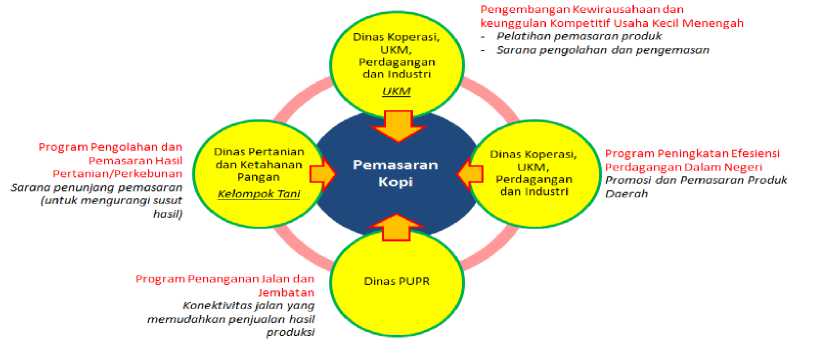 Pengembangan Kewirausahaan dan
keunggulan Kompetitif Usaha Kecil Menengah
- Pelatihan pemasaran produk
- Sarana pengolahan dan pengemasan
Dinas Koperasi,
UKM,
Perdagangan
dan Industri
UKM
Program Pengolahan dan
Pemasaran Hasil
Pertanian/Perkebunan
Sarana penunjang pemasaran
(untuk mengurangi susut
hasil)
Dinas Pertanian
dan Ketahanan
Pangan
Kelompok Tani
Pemasaran
Kopi
Dinas Koperasi,
UKM,
Perdagangan
dan Industri
Program Peningkatan Efesiensi
Perdagangan Dalam Negeri
Promosi dan Pemasaran Produk
Daerah
Program Penanganan Jalan dan
Jembatan
Konektivitas jalan yang
memudahkan penjualan hasil
produksi
Dinas PUPR